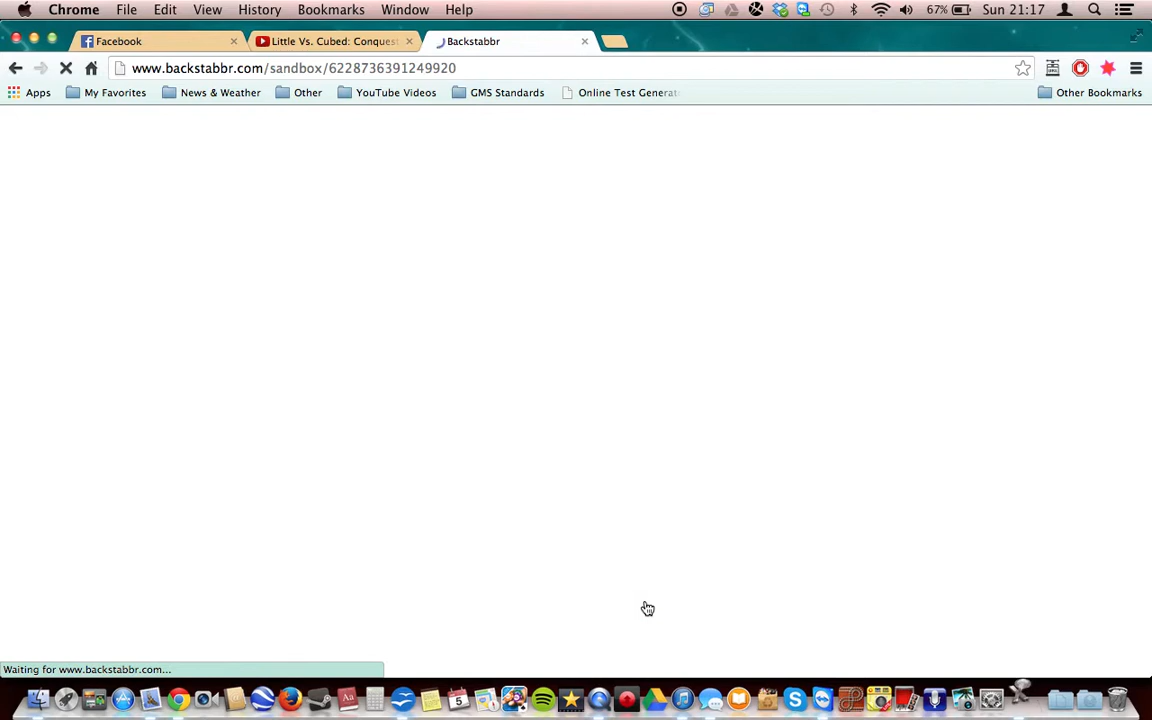 Chrome File Edit View History Bookmarks Window Help 67% Sun 21:17
Facebook Little Vs. Cubed: Conquest Backstabbr
www.backstabbr.com/sandbox/6228736391249920
Apps My Favorites News & Weather Other YouTube Videos GMS Standards Online Test Generat Other Bookmarks
Waiting for www.backstabbr.com...